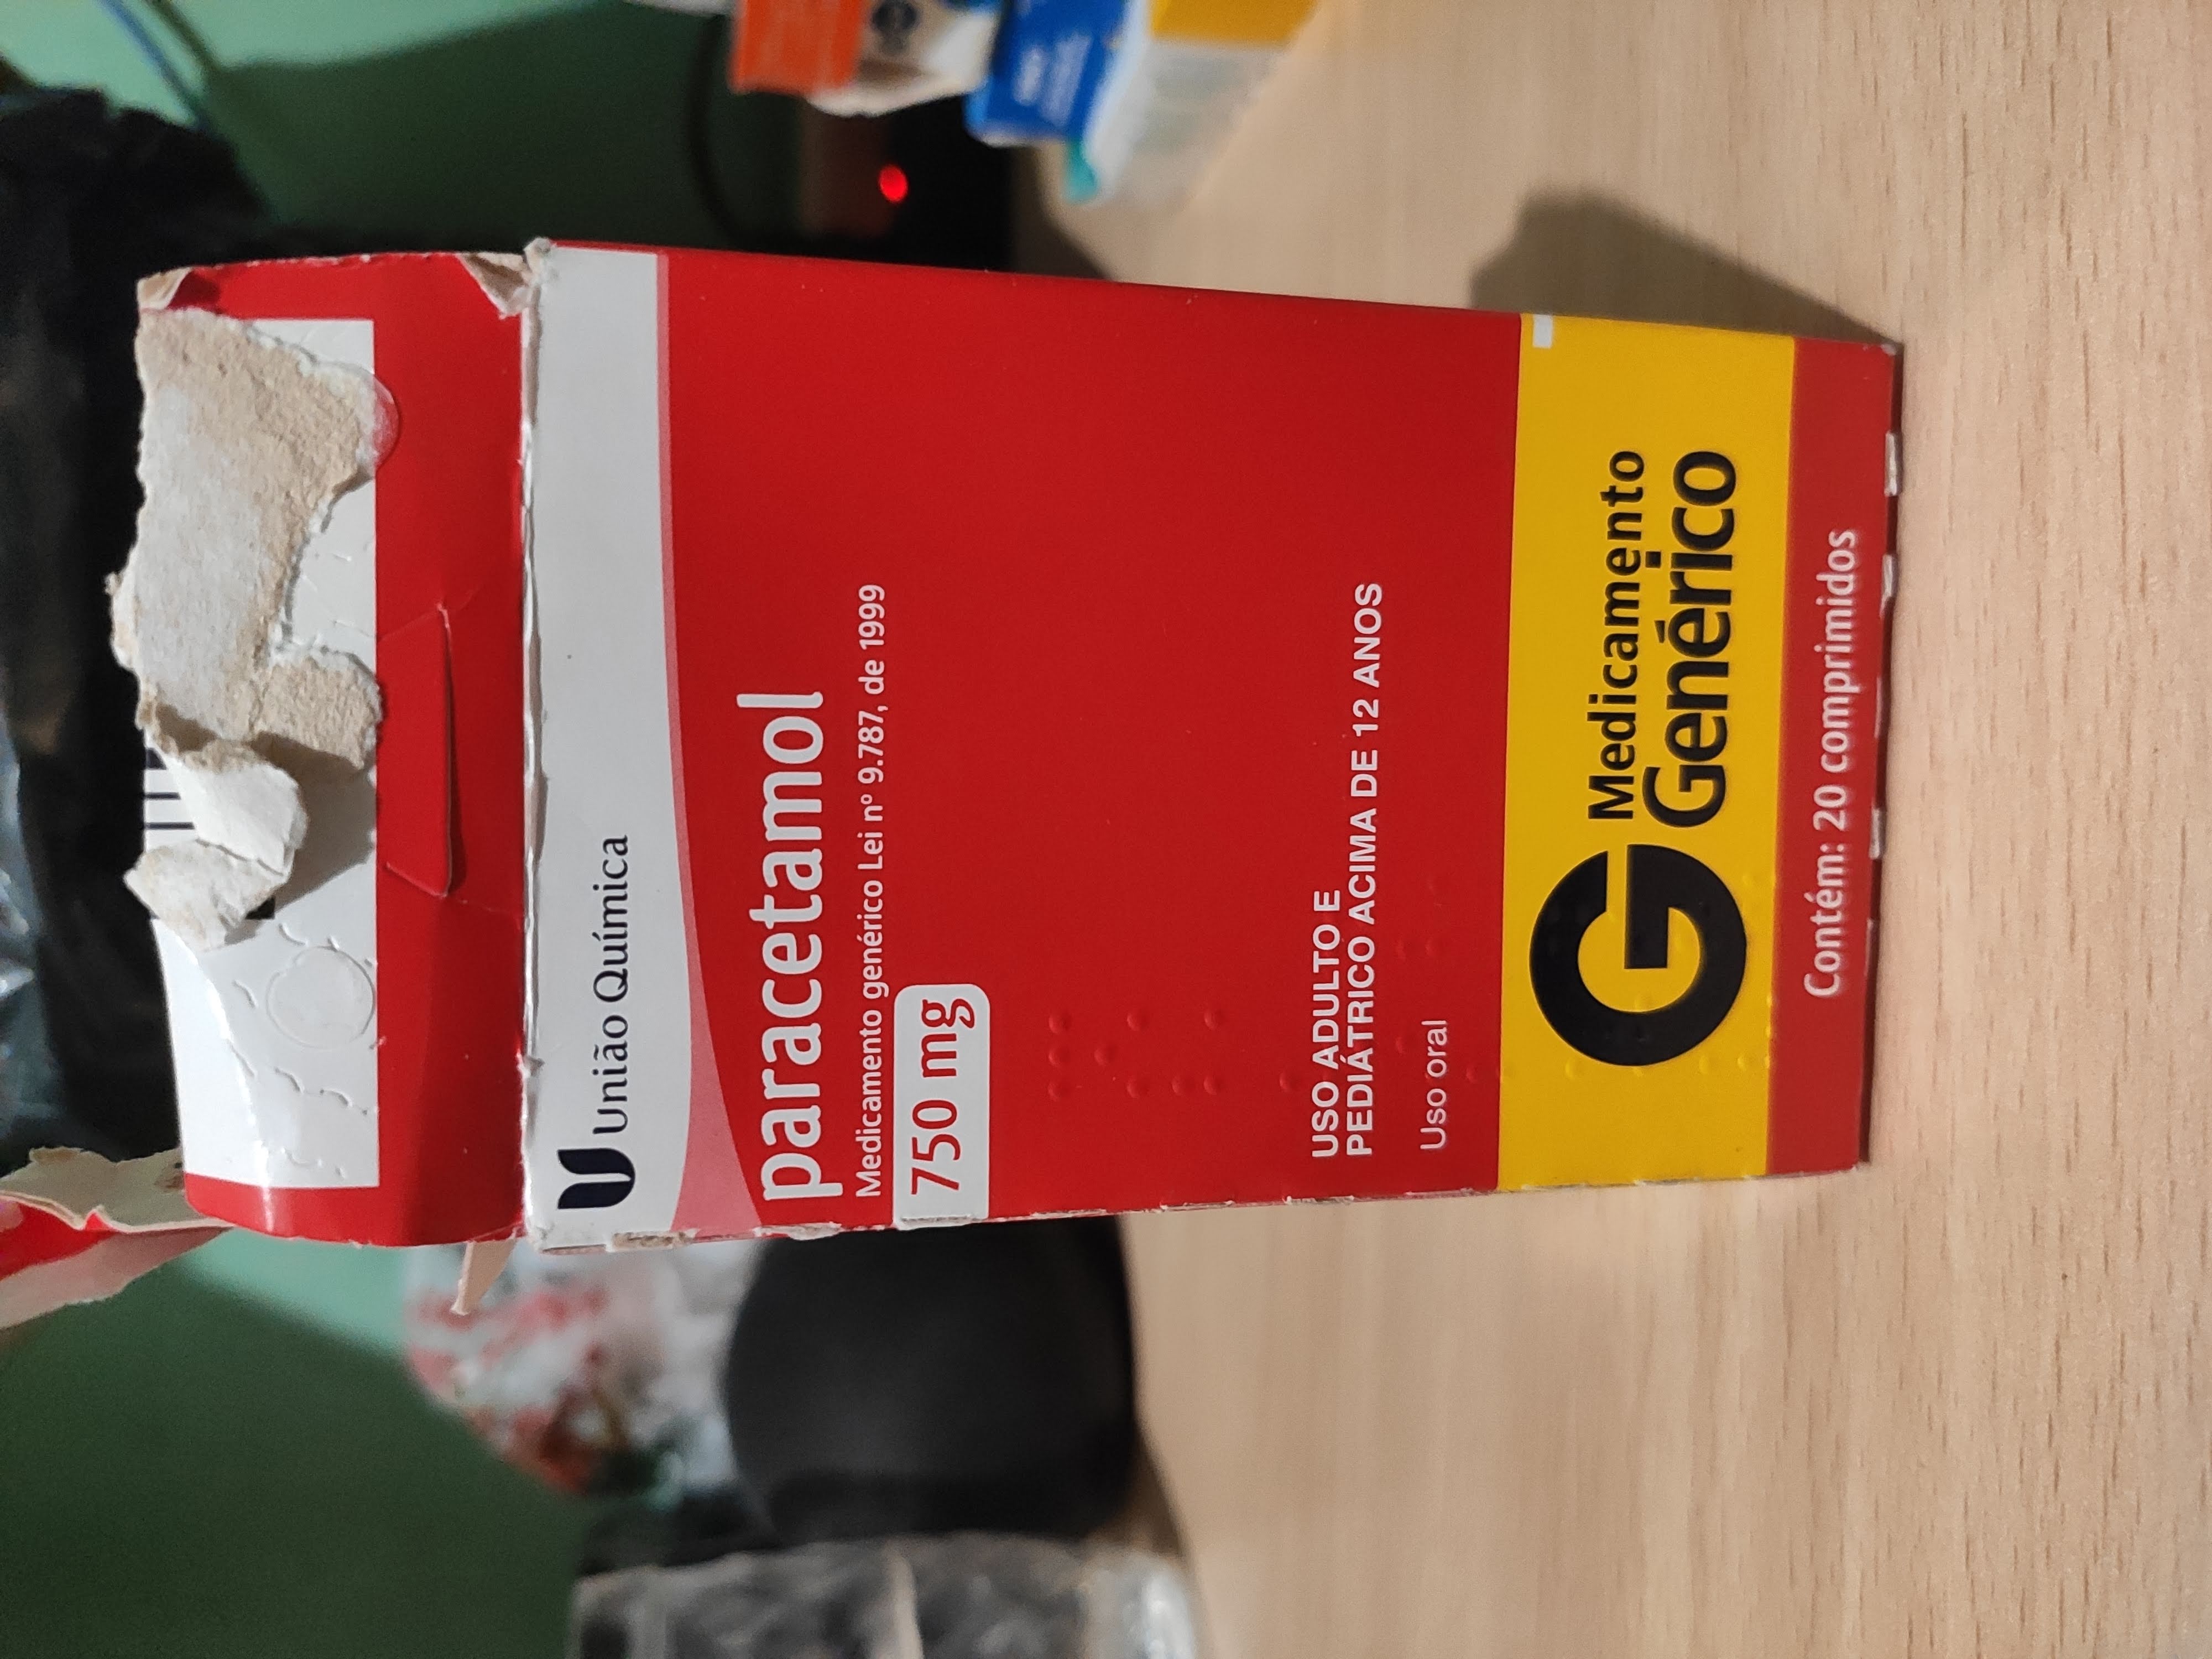 União Química
paracetamol
Medicamento genérico Lei nº 9.787, de 1999
750 mg
USO ADULTO E
PEDIÁTRICO ACIMA DE 12 ANOS
Uso oral
G Medicamento
Genérico
Contém: 20 comprimidos